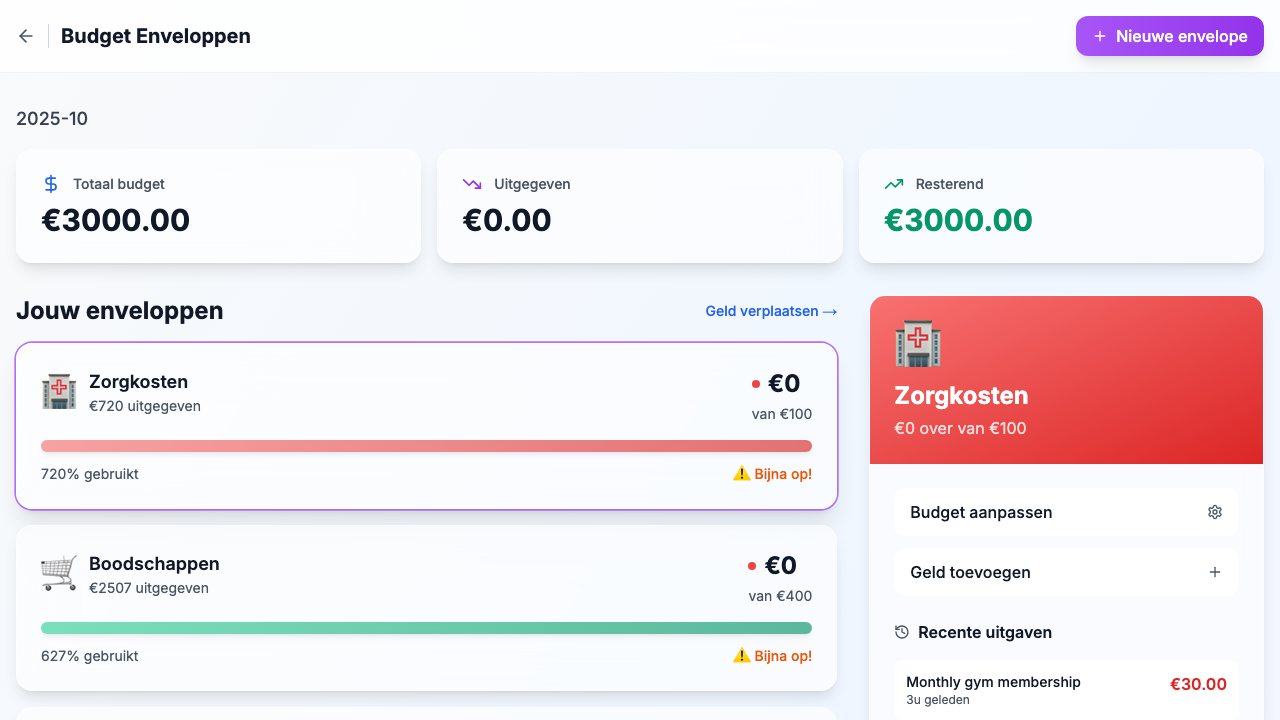 Budget Enveloppen
+ Nieuwe envelope
2025-10
Totaal budget
€3000.00
Uitgegeven
€0.00
Resterend
€3000.00
Jouw enveloppen
Geld verplaatsen →
Zorgkosten
€720 uitgegeven
€0
van €100
720% gebruikt
⚠️ Bijna op!
Boodschappen
€2507 uitgegeven
€0
van €400
627% gebruikt
⚠️ Bijna op!
Zorgkosten
€0 over van €100
Budget aanpassen
Geld toevoegen
Recente uitgaven
Monthly gym membership
3u geleden
€30.00